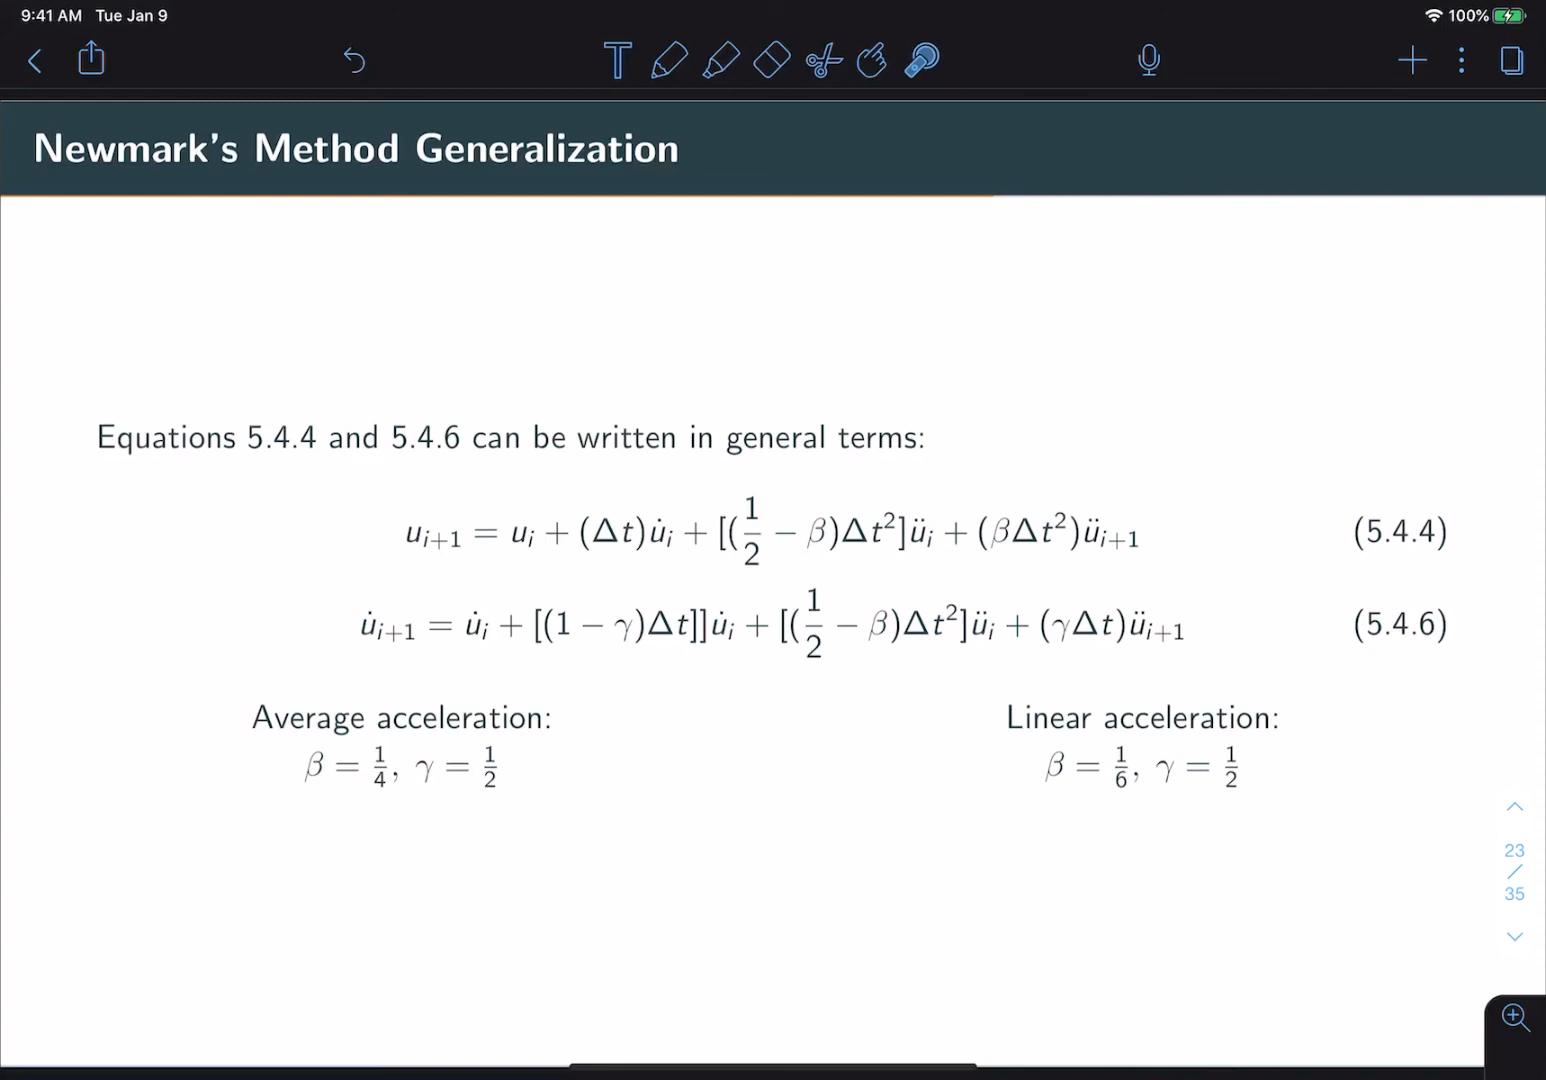 9:41 AM Tue Jan 9
100%
Newmark's Method Generalization
Equations 5.4.4 and 5.4.6 can be written in general terms:
u_{i+1} = u_i + (Δt)u̇_i + [(1/2 − β)Δt²]ü_i + (βΔt²)ü_{i+1} (5.4.4)
u̇_{i+1} = u̇_i + [(1 − γ)Δt]]u̇_i + [(1/2 − β)Δt²]ü_i + (γΔt)ü_{i+1} (5.4.6)
Average acceleration:
β = 1/4, γ = 1/2
Linear acceleration:
β = 1/6, γ = 1/2
23
/
35